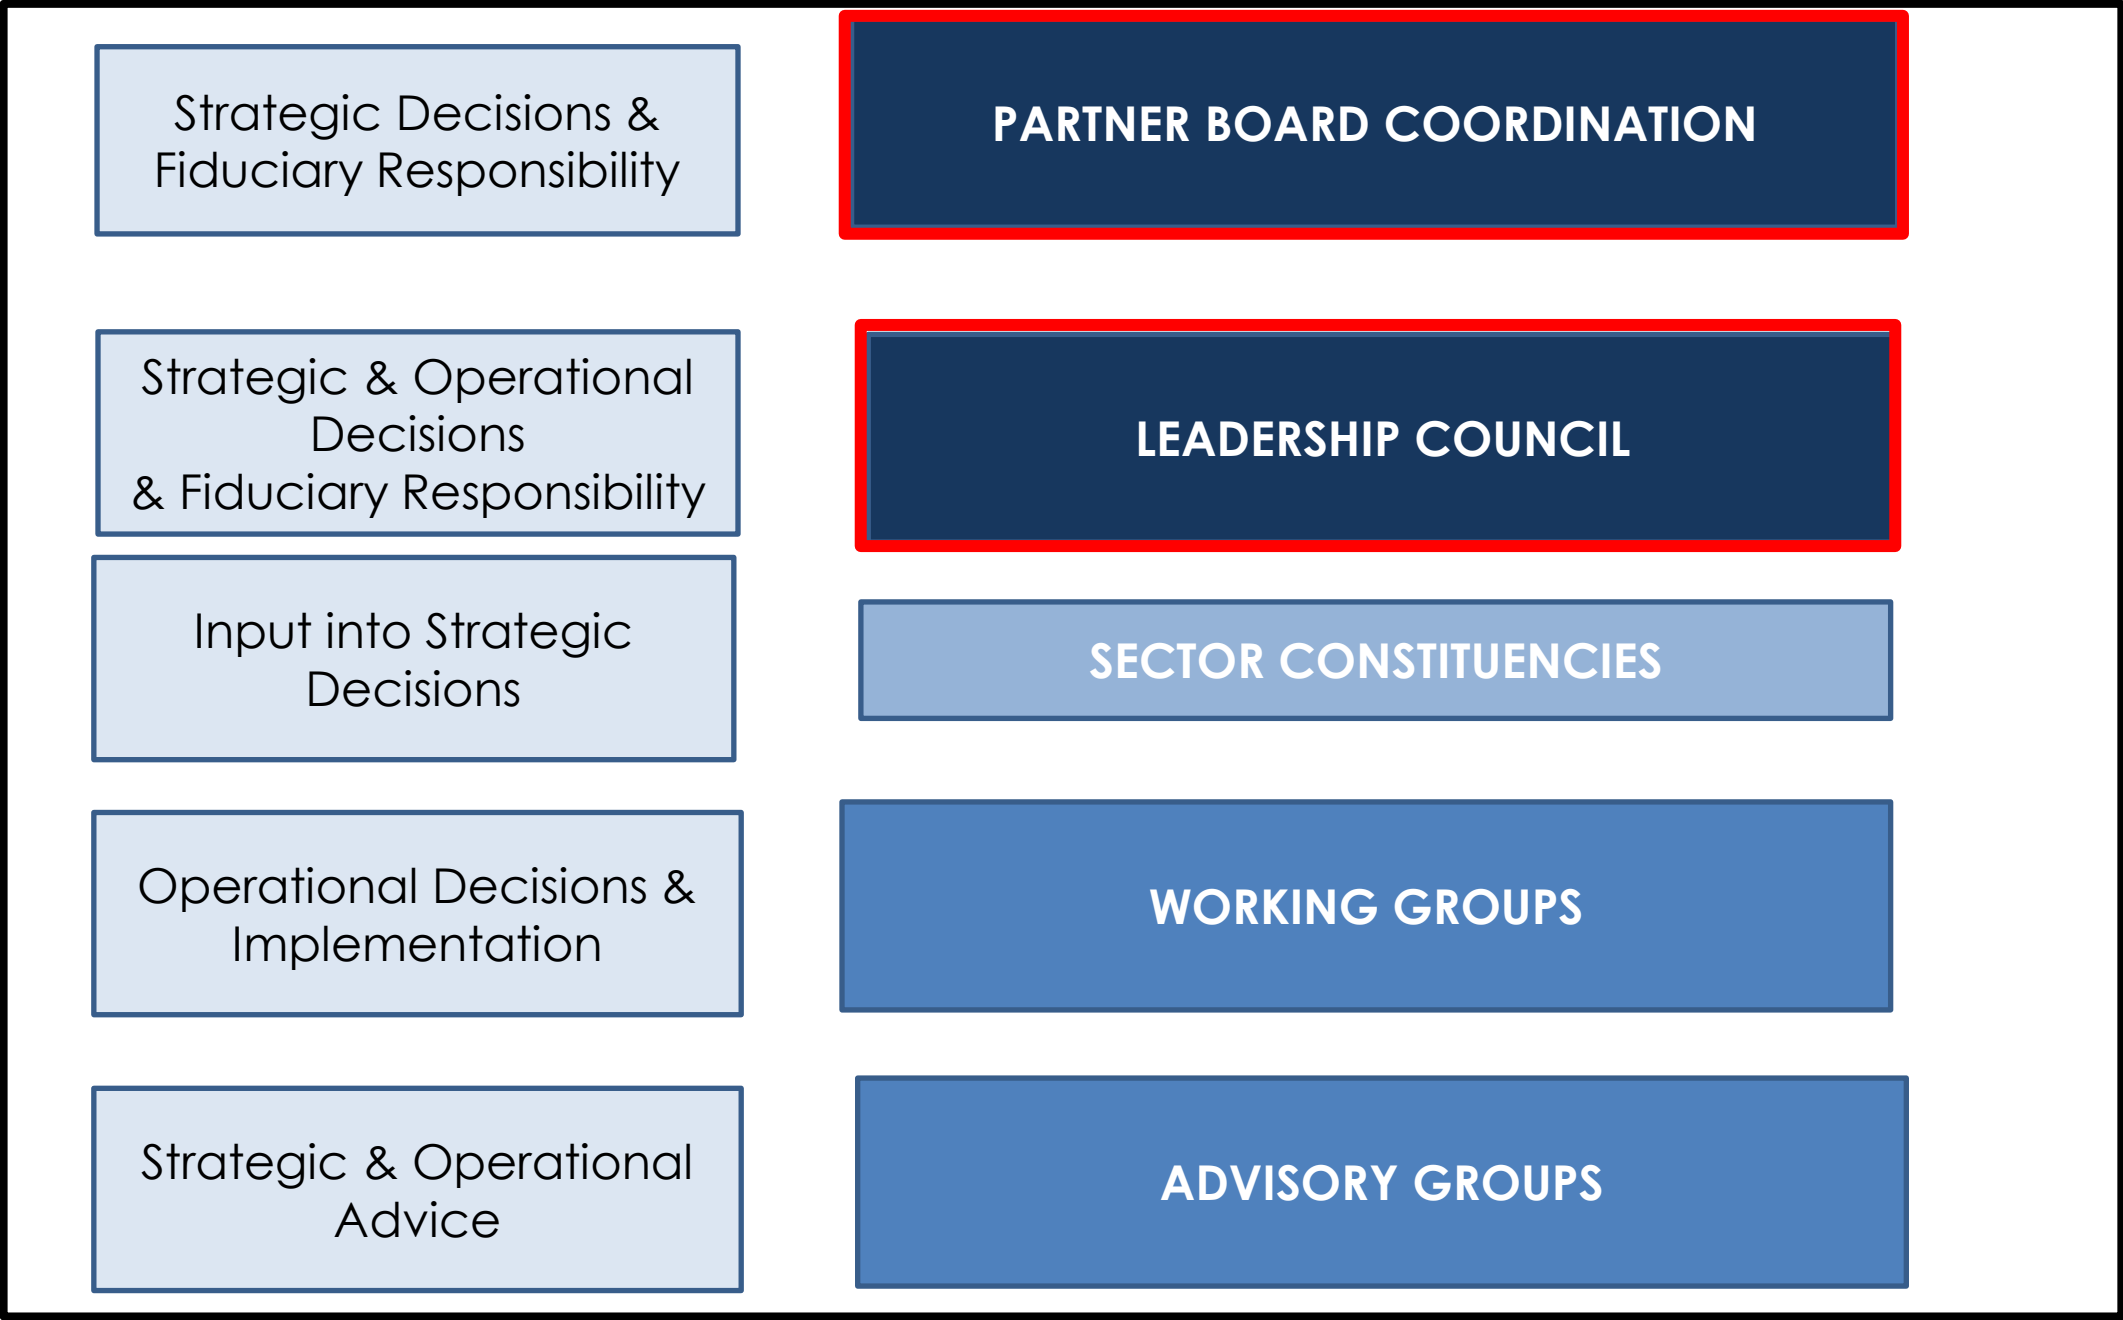 Strategic Decisions &
Fiduciary Responsibility
PARTNER BOARD COORDINATION
Strategic & Operational
Decisions
& Fiduciary Responsibility
LEADERSHIP COUNCIL
Input into Strategic
Decisions
SECTOR CONSTITUENCIES
Operational Decisions &
Implementation
WORKING GROUPS
Strategic & Operational
Advice
ADVISORY GROUPS